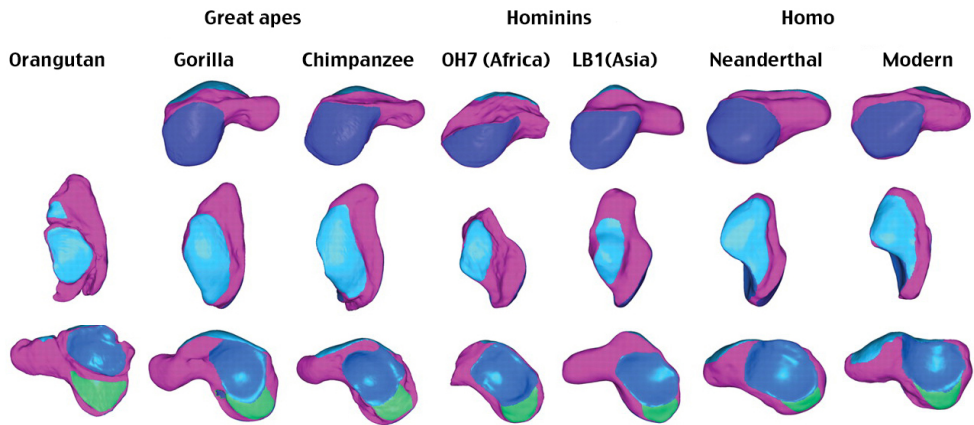 Great apes Hominins Homo
Orangutan Gorilla Chimpanzee OH7 (Africa) LB1(Asia) Neanderthal Modern